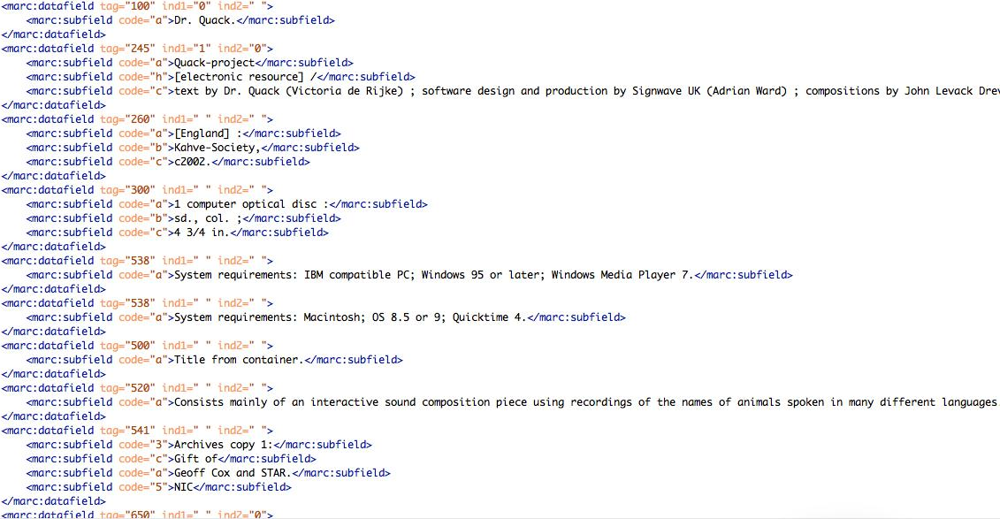 <marc:datafield tag="100" ind1="0" ind2=" ">
<marc:subfield code="a">Dr. Quack.</marc:subfield>
</marc:datafield>
<marc:datafield tag="245" ind1="1" ind2="0">
<marc:subfield code="a">Quack-project</marc:subfield>
<marc:subfield code="h">[electronic resource] /</marc:subfield>
<marc:subfield code="c">text by Dr. Quack (Victoria de Rijke) ; software design and production by Signwave UK (Adrian Ward) ; compositions by John Levack Drev
</marc:datafield>
<marc:datafield tag="260" ind1=" " ind2=" ">
<marc:subfield code="a">[England] :</marc:subfield>
<marc:subfield code="b">Kahve-Society,</marc:subfield>
<marc:subfield code="c">c2002.</marc:subfield>
</marc:datafield>
<marc:datafield tag="300" ind1=" " ind2=" ">
<marc:subfield code="a">1 computer optical disc :</marc:subfield>
<marc:subfield code="b">sd., col. ;</marc:subfield>
<marc:subfield code="c">4 3/4 in.</marc:subfield>
</marc:datafield>
<marc:datafield tag="538" ind1=" " ind2=" ">
<marc:subfield code="a">System requirements: IBM compatible PC; Windows 95 or later; Windows Media Player 7.</marc:subfield>
</marc:datafield>
<marc:datafield tag="538" ind1=" " ind2=" ">
<marc:subfield code="a">System requirements: Macintosh; OS 8.5 or 9; Quicktime 4.</marc:subfield>
</marc:datafield>
<marc:datafield tag="500" ind1=" " ind2=" ">
<marc:subfield code="a">Title from container.</marc:subfield>
</marc:datafield>
<marc:datafield tag="520" ind1=" " ind2=" ">
<marc:subfield code="a">Consists mainly of an interactive sound composition piece using recordings of the names of animals spoken in many different languages
</marc:datafield>
<marc:datafield tag="541" ind1=" " ind2=" ">
<marc:subfield code="3">Archives copy 1:</marc:subfield>
<marc:subfield code="c">Gift of</marc:subfield>
<marc:subfield code="a">Geoff Cox and STAR.</marc:subfield>
<marc:subfield code="5">NIC</marc:subfield>
</marc:datafield>
<marc:datafield tag="650" ind1=" " ind2="0">